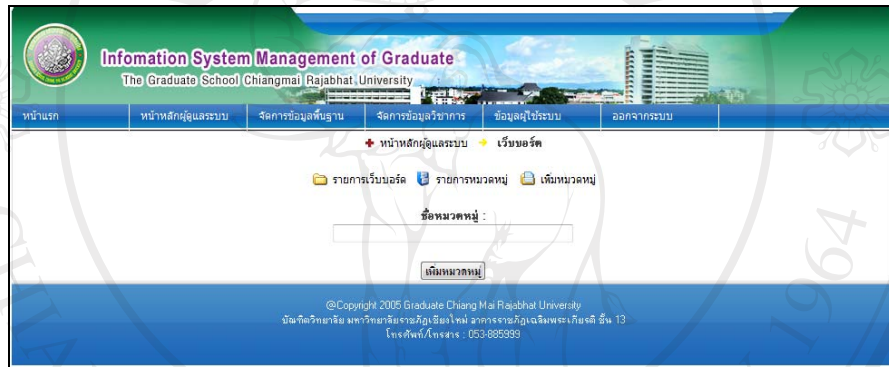 Infomation System Management of Graduate
The Graduate School Chiangmai Rajabhat University
หน้าแรก หน้าหลักผู้ดูแลระบบ จัดการข้อมูลพื้นฐาน จัดการข้อมูลวิชาการ ข้อมูลผู้ใช้ระบบ ออกจากระบบ
หน้าหลักผู้ดูแลระบบ เว็บบอร์ด
รายการเว็บบอร์ด รายการหมวดหมู่ เพิ่มหมวดหมู่
ชื่อหมวดหมู่ :
เพิ่มหมวดหมู่
@Copyright 2005 Graduate Chiang Mai Rajabhat University
บัณฑิตวิทยาลัย มหาวิทยาลัยราชภัฏเชียงใหม่ อาคารราชภัฏเฉลิมพระเกียรติ ชั้น 13
โทรศัพท์/โทรสาร : 053-885999
1964